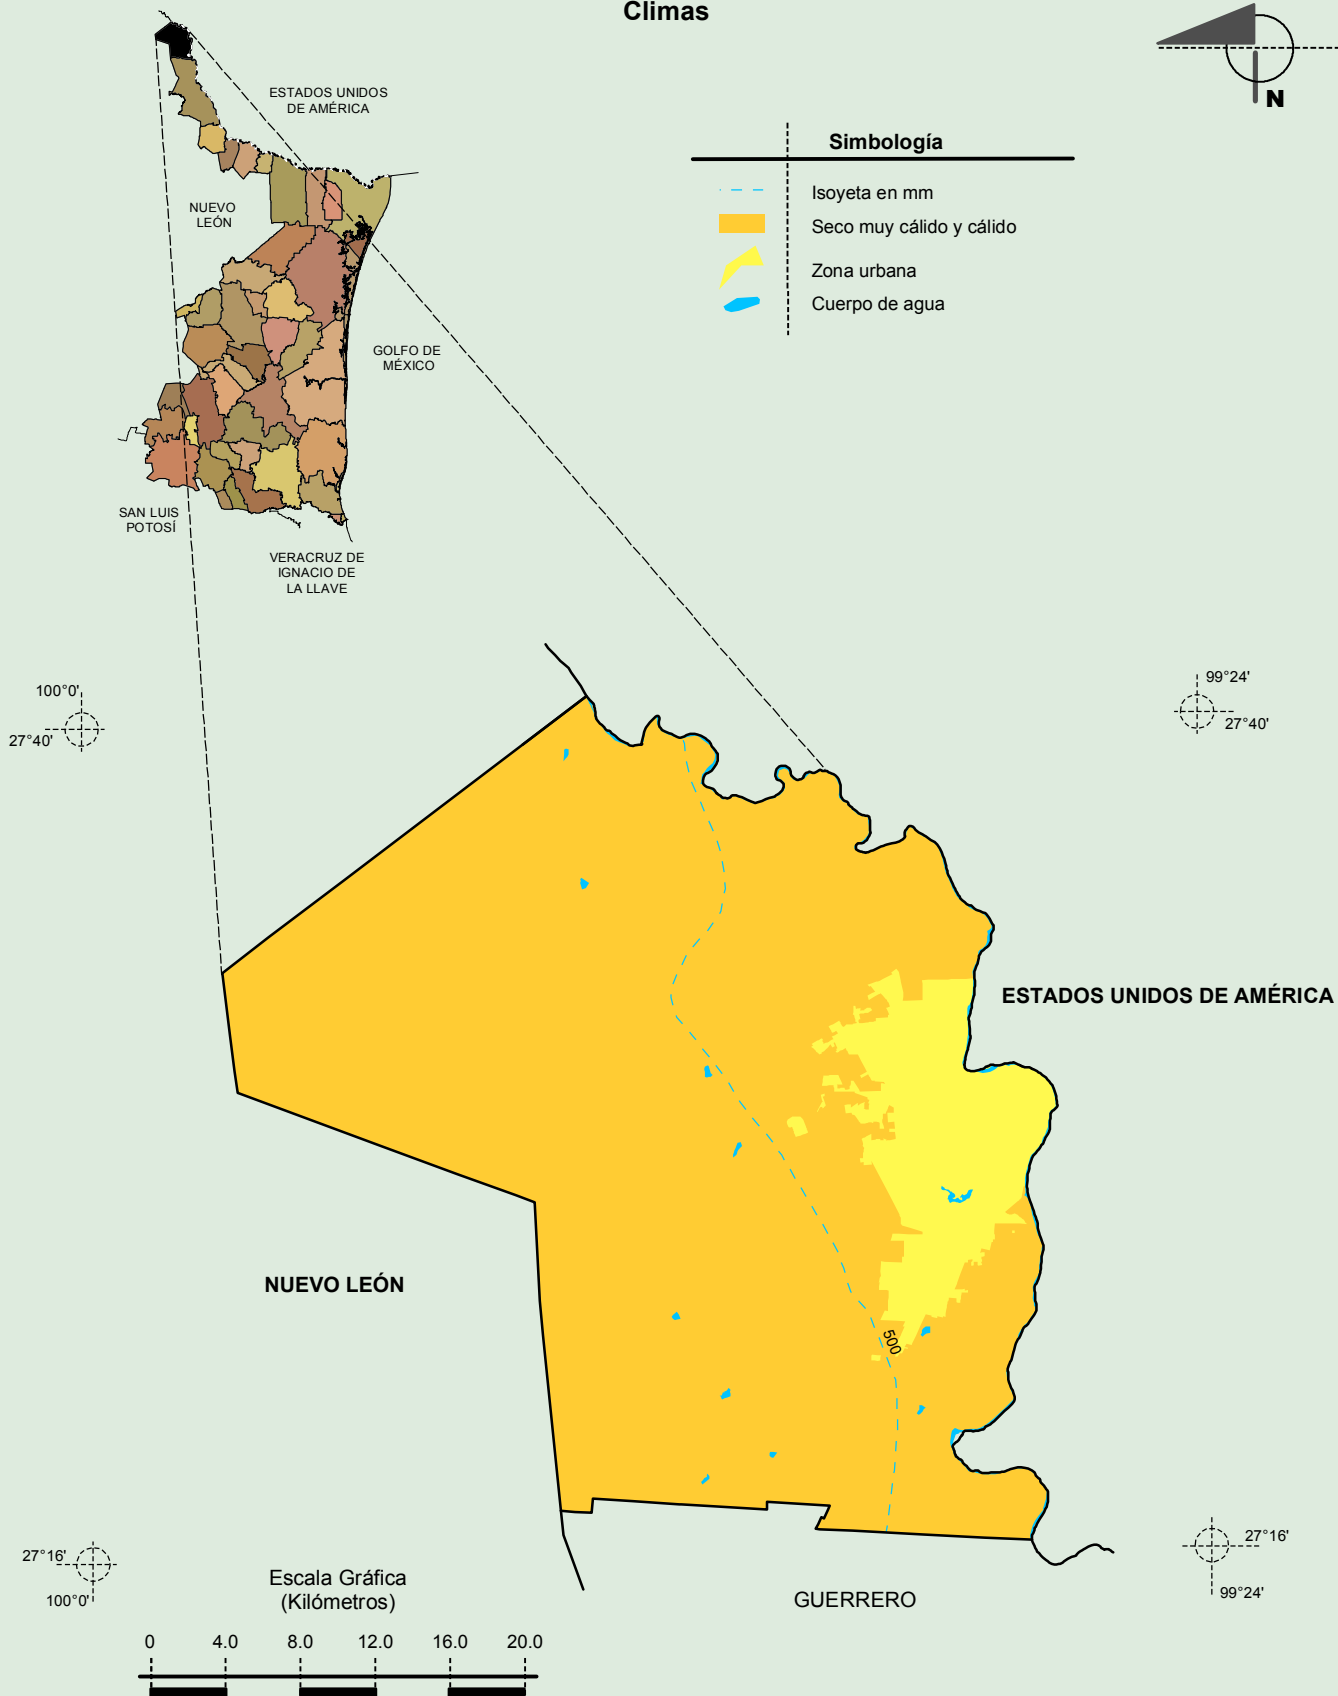 Climas
N
ESTADOS UNIDOS
DE AMÉRICA
NUEVO
LEÓN
GOLFO DE
MÉXICO
SAN LUIS
POTOSÍ
VERACRUZ DE
IGNACIO DE
LA LLAVE
Simbología
Isoyeta en mm
Seco muy cálido y cálido
Zona urbana
Cuerpo de agua
100°0'
27°40'
99°24'
27°40'
ESTADOS UNIDOS DE AMÉRICA
NUEVO LEÓN
500
27°16'
100°0'
27°16'
99°24'
GUERRERO
Escala Gráfica
(Kilómetros)
0 4.0 8.0 12.0 16.0 20.0